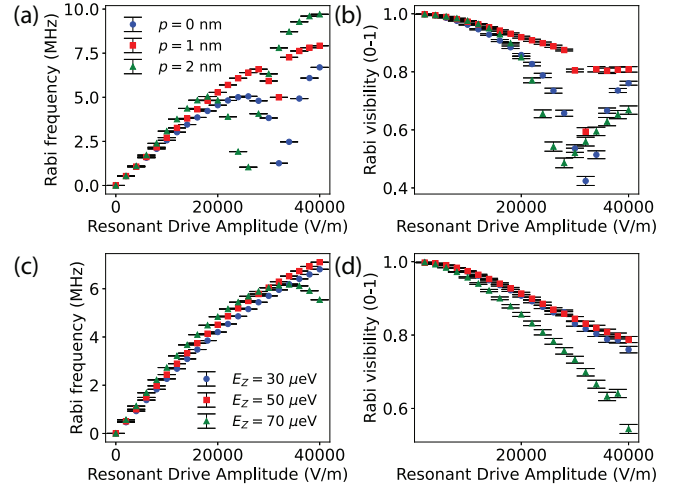 (a)
10.0
7.5
5.0
2.5
0.0
Rabi frequency (MHz)
p = 0 nm
p = 1 nm
p = 2 nm
0 20000 40000
Resonant Drive Amplitude (V/m)
(b)
1.0
0.8
0.6
0.4
Rabi visibility (0-1)
20000 40000
Resonant Drive Amplitude (V/m)
(c)
6
4
2
0
Rabi frequency (MHz)
E_Z = 30 μeV
E_Z = 50 μeV
E_Z = 70 μeV
0 20000 40000
Resonant Drive Amplitude (V/m)
(d)
1.0
0.8
0.6
Rabi visibility (0-1)
20000 40000
Resonant Drive Amplitude (V/m)